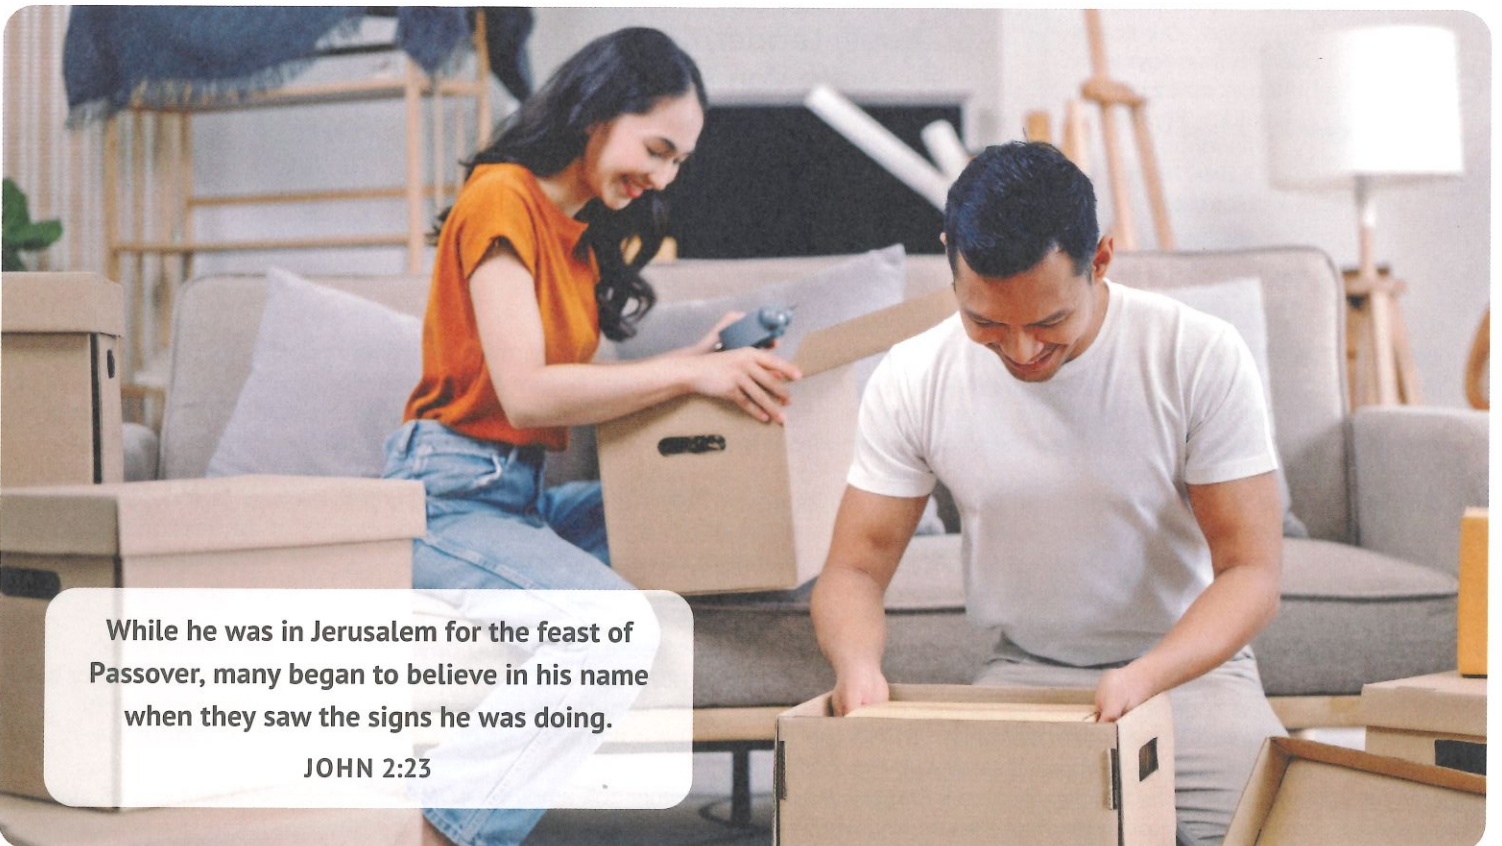 While he was in Jerusalem for the feast of
Passover, many began to believe in his name
when they saw the signs he was doing.
JOHN 2:23